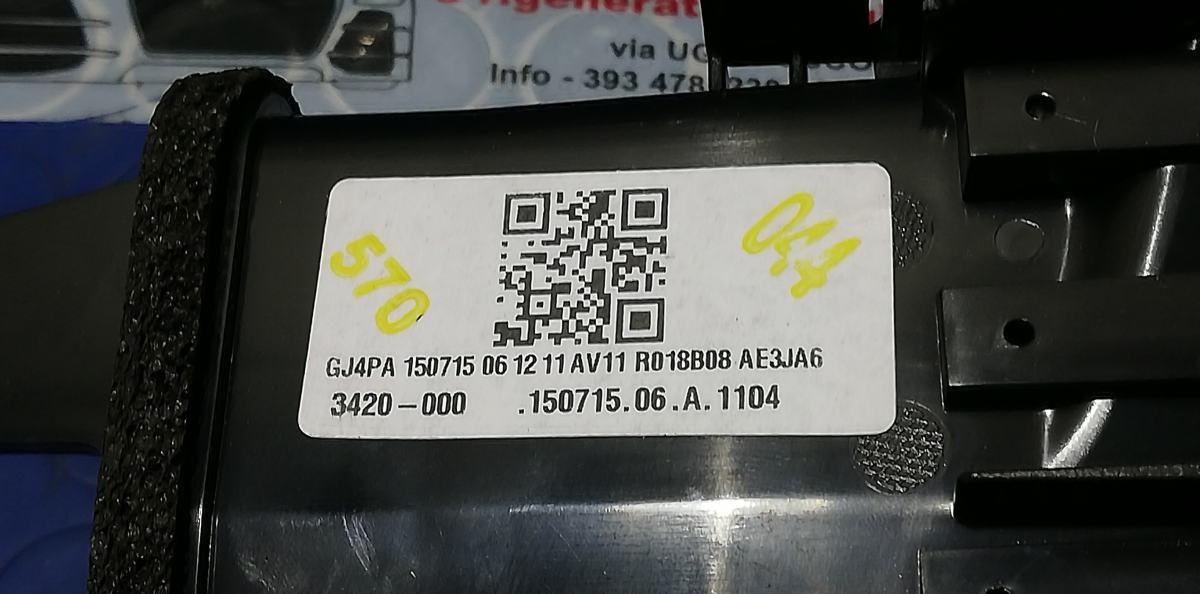 via
Info - 393 478
570
044
GJ4PA 150715 06 12 11 AV11 R018B08 AE3JA6
3420-000 .150715.06.A.1104